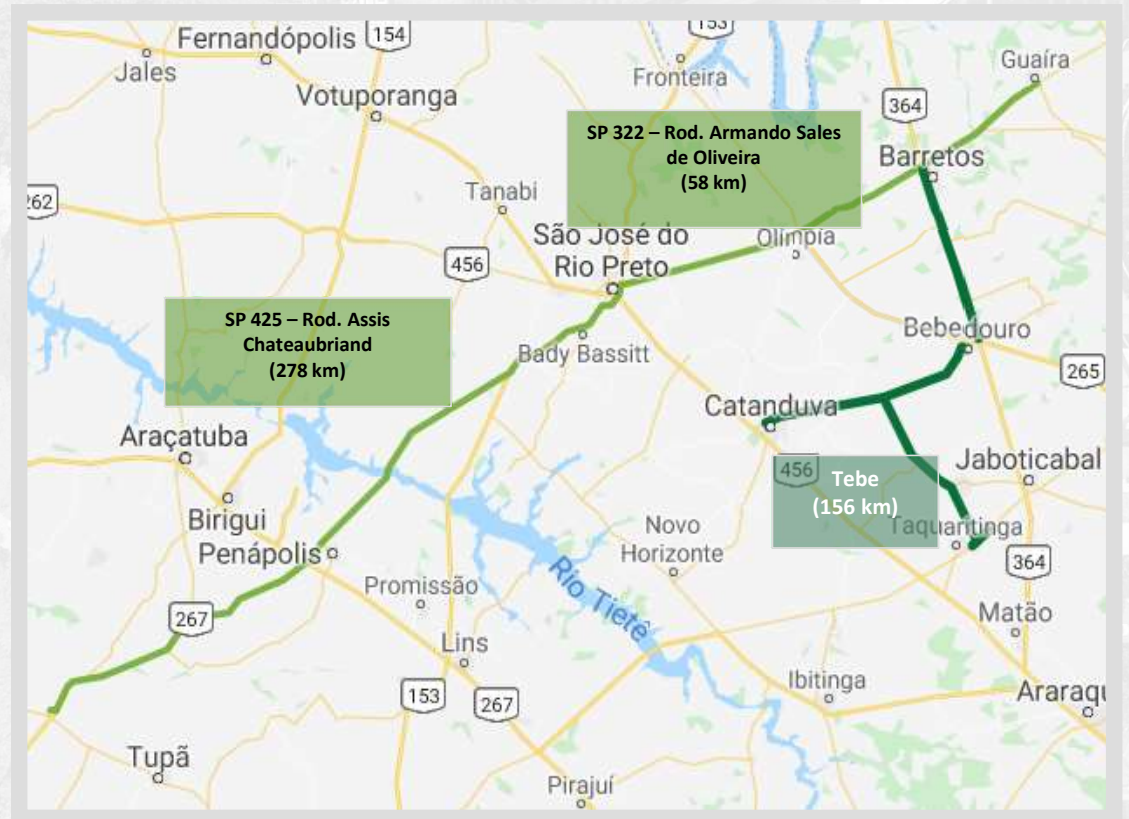 Fernandópolis
154
153
Jales
Fronteira
Guaíra
Votuporanga
364
SP 322 – Rod. Armando Sales
de Oliveira
(58 km)
Barretos
Tanabi
262
São José do
Rio Preto
Olímpia
456
SP 425 – Rod. Assis
Chateaubriand
(278 km)
Bady Bassitt
Bebedouro
265
Catanduva
Araçatuba
456
Tebe
(156 km)
Jaboticabal
Birigui
Taquaritinga
Novo
Horizonte
Penápolis
364
Promissão
Rio Tietê
267
Matão
Lins
Ibitinga
153
267
Araraqu
Tupã
Pirajuí